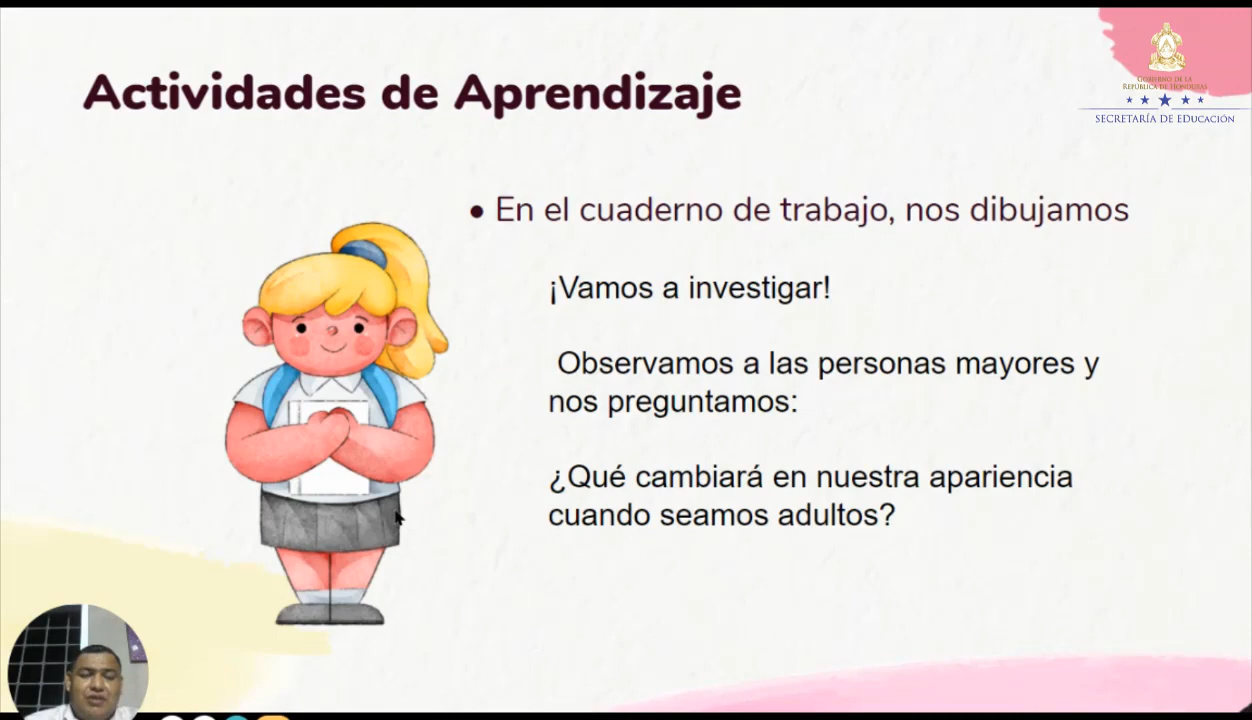 Actividades de Aprendizaje
GOBIERNO DE LA
REPÚBLICA DE HONDURAS
SECRETARÍA DE EDUCACIÓN
• En el cuaderno de trabajo, nos dibujamos
¡Vamos a investigar!
Observamos a las personas mayores y
nos preguntamos:
¿Qué cambiará en nuestra apariencia
cuando seamos adultos?